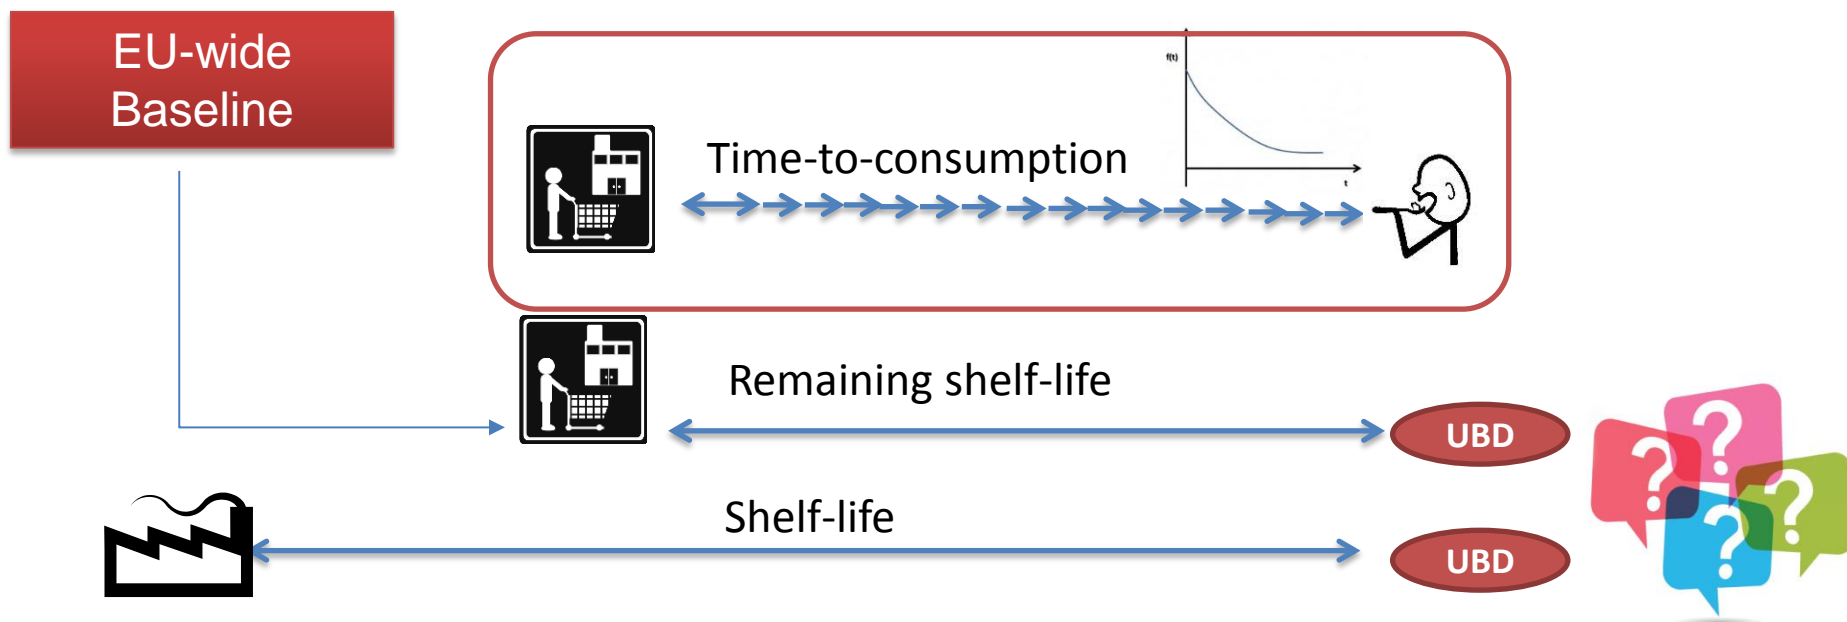 EU-wide
Baseline
f(t)
Time-to-consumption
t
Remaining shelf-life
UBD
Shelf-life
UBD
?
?
?
?